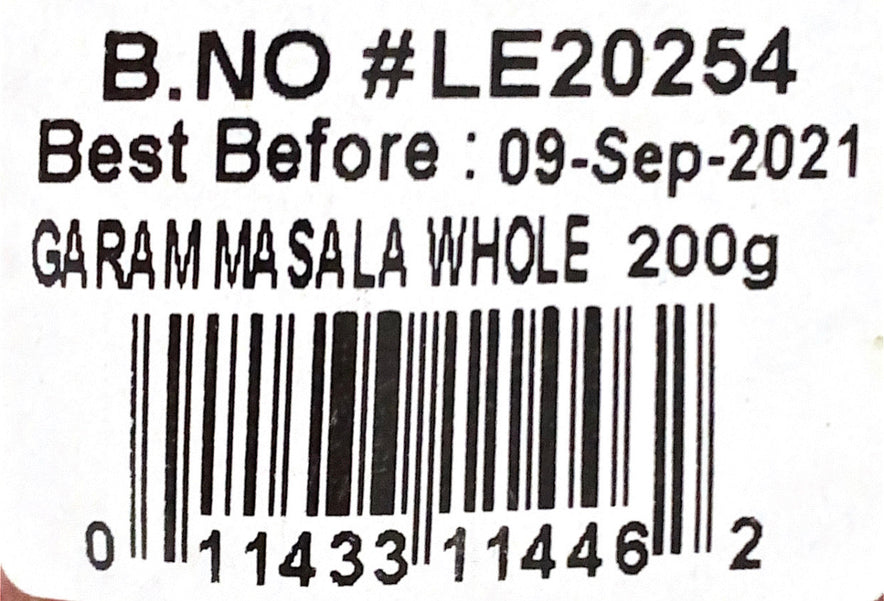 B.NO #LE20254
Best Before : 09-Sep-2021
GARAM MASALA WHOLE 200g
0 11433 11446 2